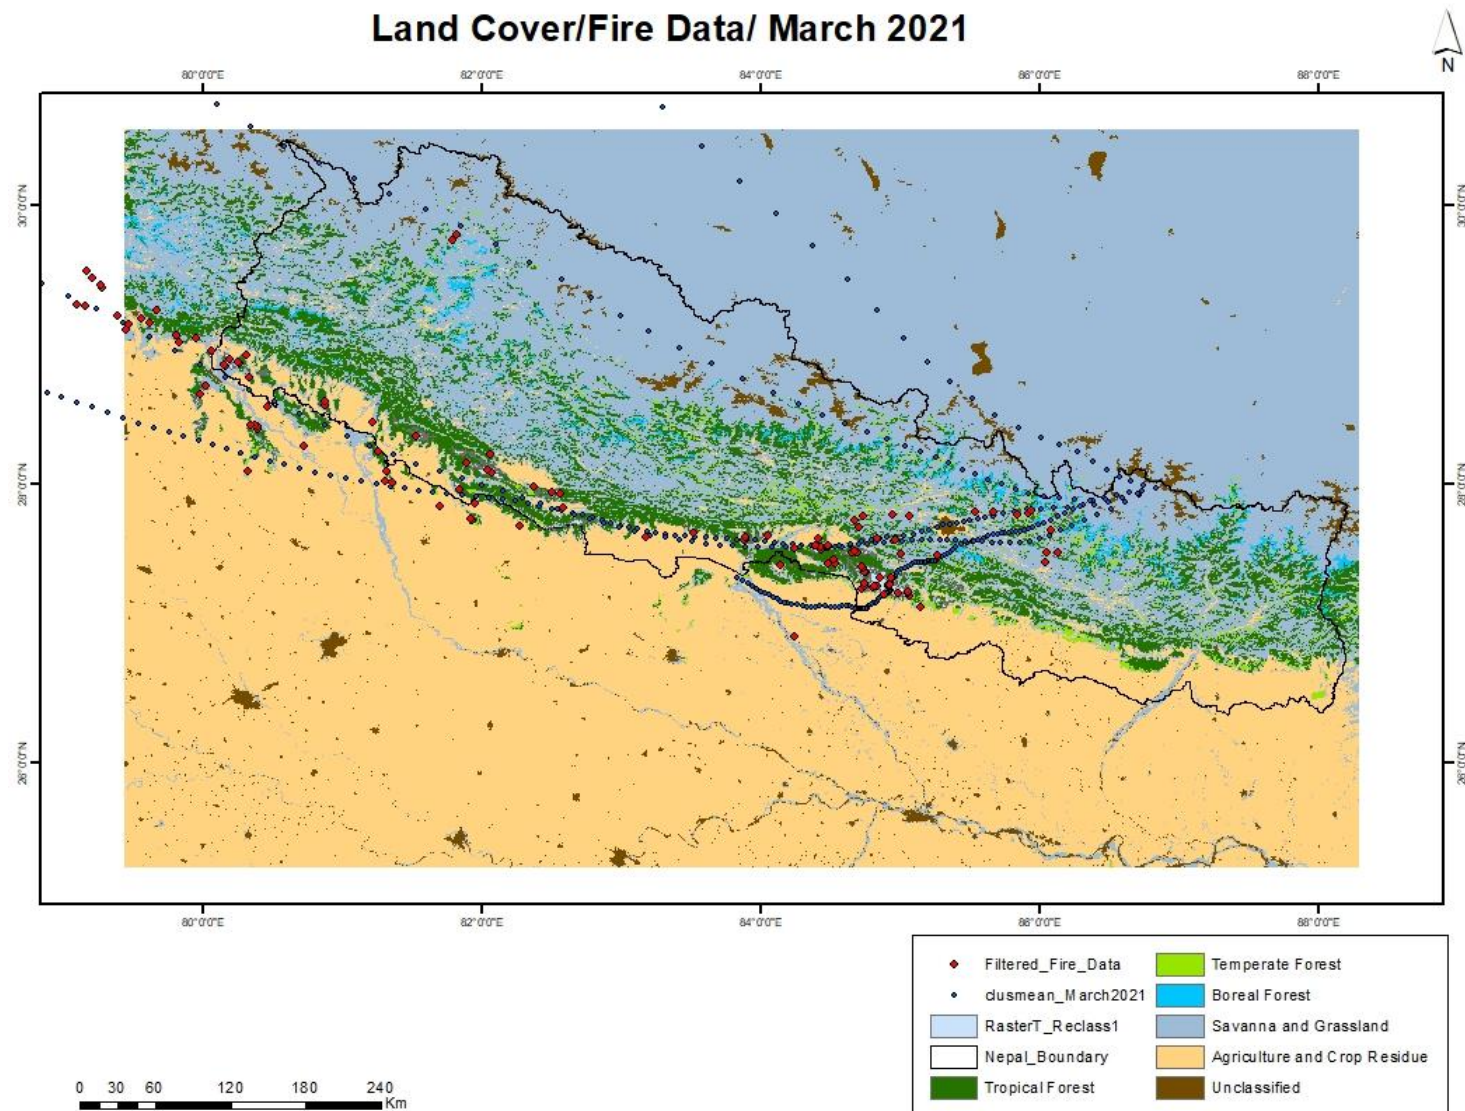 Land Cover/Fire Data/ March 2021
N
80°0'0"E 82°0'0"E 84°0'0"E 86°0'0"E 88°0'0"E
30°0'0"N 30°0'0"N
28°0'0"N 28°0'0"N
26°0'0"N 26°0'0"N
80°0'0"E 82°0'0"E 84°0'0"E 86°0'0"E 88°0'0"E
Filtered_Fire_Data
clusmean_March2021
RasterT_Reclass1
Nepal_Boundary
Tropical Forest
Temperate Forest
Boreal Forest
Savanna and Grassland
Agriculture and Crop Residue
Unclassified
0 30 60 120 180 240
Km